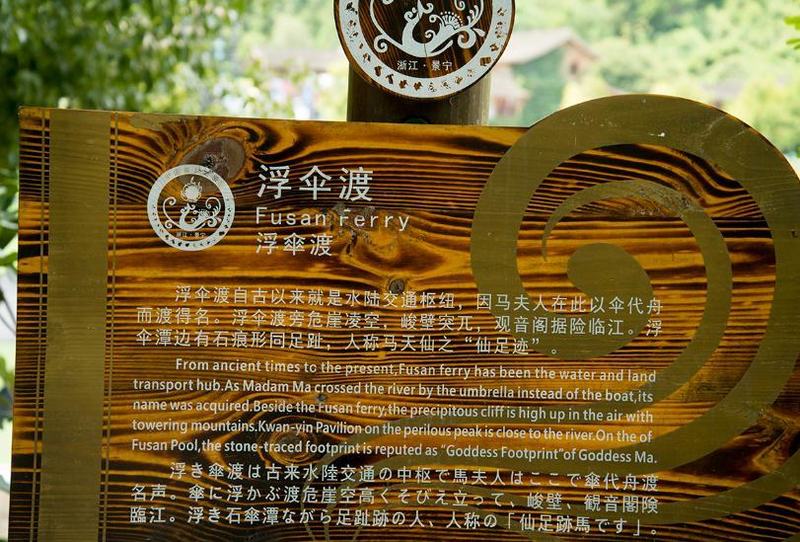 浙江·景宁
浮伞渡
Fusan Ferry
浮傘渡
浮伞渡自古以来就是水陆交通枢纽，因马夫人在此以伞代舟
而渡得名。浮伞渡旁危崖凌空，峻壁突兀，观音阁据险临江。浮
伞潭边有石痕形同足趾，人称马天仙之“仙足迹”。
From ancient times to the present,Fusan ferry has been the water and land
transport hub.As Madam Ma crossed the river by the umbrella instead of the boat,its
name was acquired.Beside the Fusan ferry,the precipitous cliff is high up in the air with
towering mountains.Kwan-yin Pavilion on the perilous peak is close to the river.On the of
Fusan Pool,the stone-traced footprint is reputed as "Goddess Footprint"of Goddess Ma.
浮き傘渡は古来水陸交通の中枢で馬夫人はここで傘代舟渡
名声。傘に浮かぶ渡危崖空高くそびえ立って、峻壁、観音閣険
臨江。浮き石傘潭ながら足趾跡の人、人称の「仙足跡馬です」。